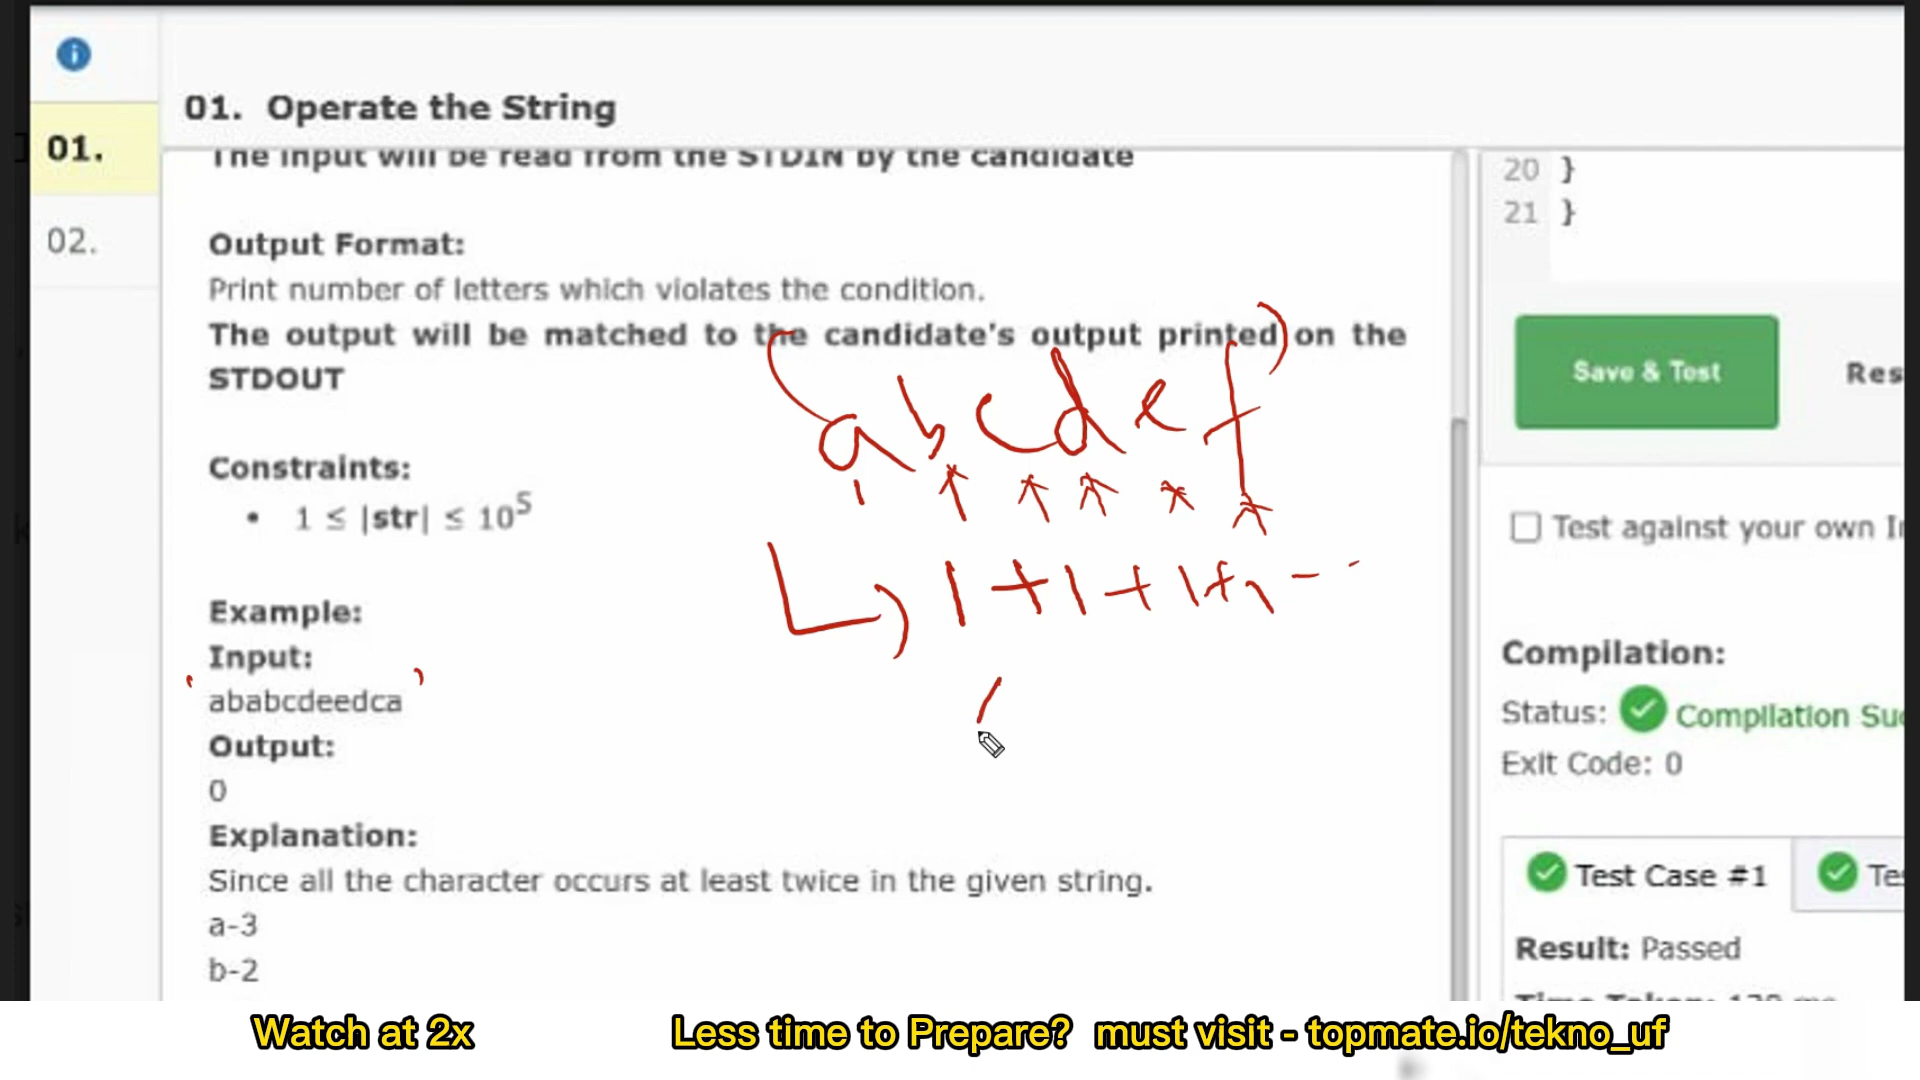 01. Operate the String
01.
02.
The input will be read from the STDIN by the candidate
Output Format:
Print number of letters which violates the condition.
The output will be matched to the candidate's output printed on the
STDOUT
Constraints:
• 1 ≤ |str| ≤ 10⁵
Example:
Input:
ababcdeedca
Output:
0
Explanation:
Since all the character occurs at least twice in the given string.
a-3
b-2
a b c d e f
1 + 1 + 1 +
20 }
21 }
Save & Test
Res
Test against your own I
Compilation:
Status: Compilation Suc
Exit Code: 0
Test Case #1
Te
Result: Passed
Watch at 2x
Less time to Prepare? must visit - topmate.io/tekno_uf